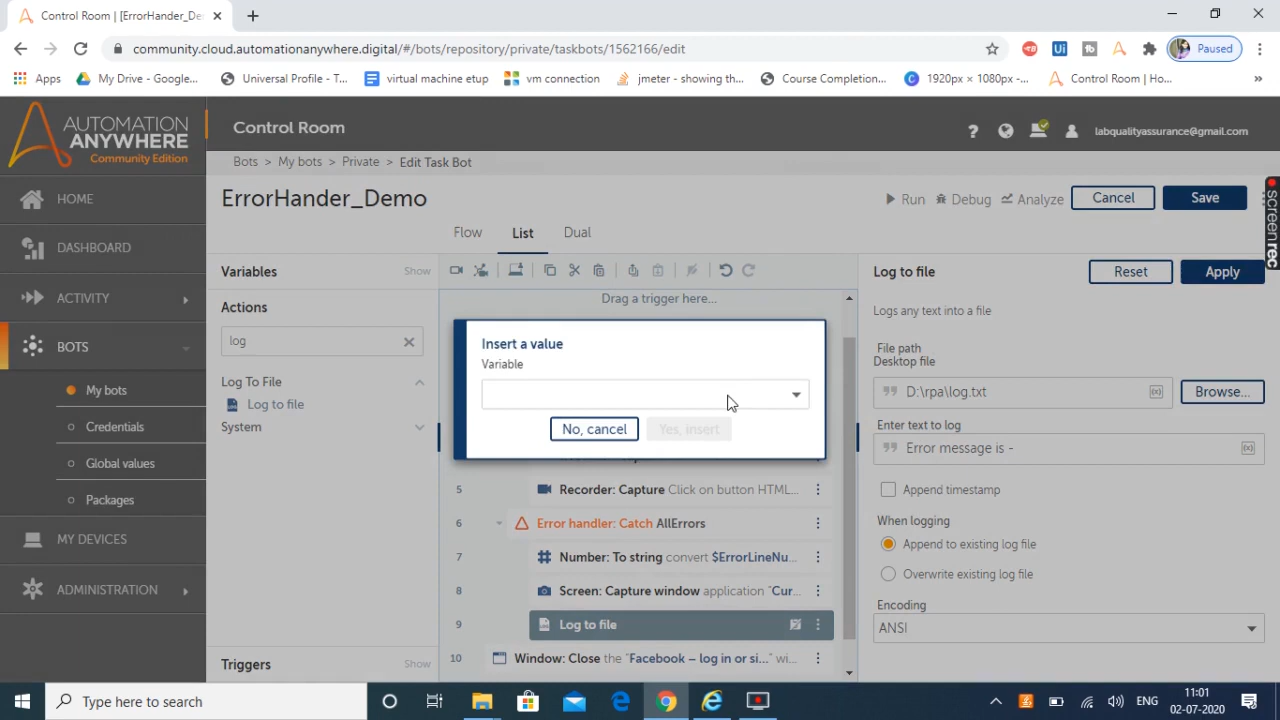 Control Room | [ErrorHander_De
community.cloud.automationanywhere.digital/#/bots/repository/private/taskbots/1562166/edit
Paused
Apps
My Drive - Google...
Universal Profile - T...
virtual machine etup
vm connection
jmeter - showing th...
Course Completion...
1920px × 1080px –...
Control Room | Ho...
»
AUTOMATION
ANYWHERE
Community Edition
Control Room
labqualityassurance@gmail.com
Bots > My bots > Private > Edit Task Bot
ErrorHander_Demo
Run
Debug
Analyze
Cancel
Save
screenrec
HOME
DASHBOARD
ACTIVITY
BOTS
My bots
Credentials
Global values
Packages
MY DEVICES
ADMINISTRATION
Flow
List
Dual
Variables
Show
Actions
log
Log To File
Log to file
System
Triggers
Show
Drag a trigger here...
Insert a value
Variable
No, cancel
Yes, insert
5 Recorder: Capture Click on button HTML...
6 Error handler: Catch AllErrors
7 Number: To string convert $ErrorLineNu...
8 Screen: Capture window application "Cur...
9 Log to file
10 Window: Close the "Facebook – log in or si..." wi...
Log to file
Reset
Apply
Logs any text into a file
File path
Desktop file
D:\rpa\log.txt
Browse...
Enter text to log
Error message is -
Append timestamp
When logging
Append to existing log file
Overwrite existing log file
Encoding
ANSI
Type here to search
ENG
11:01
02-07-2020